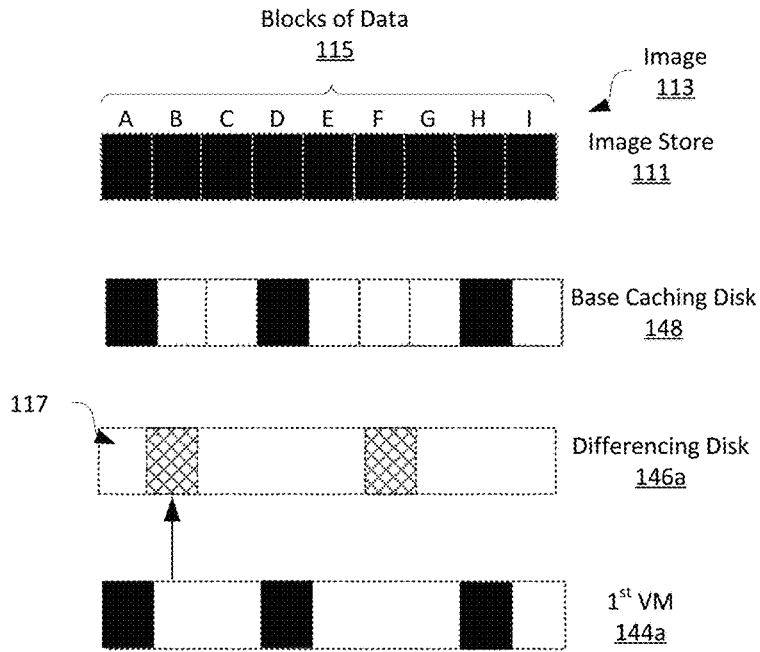 Blocks of Data
115
Image
113
A B C D E F G H I
Image Store
111
Base Caching Disk
148
117
Differencing Disk
146a
1st VM
144a